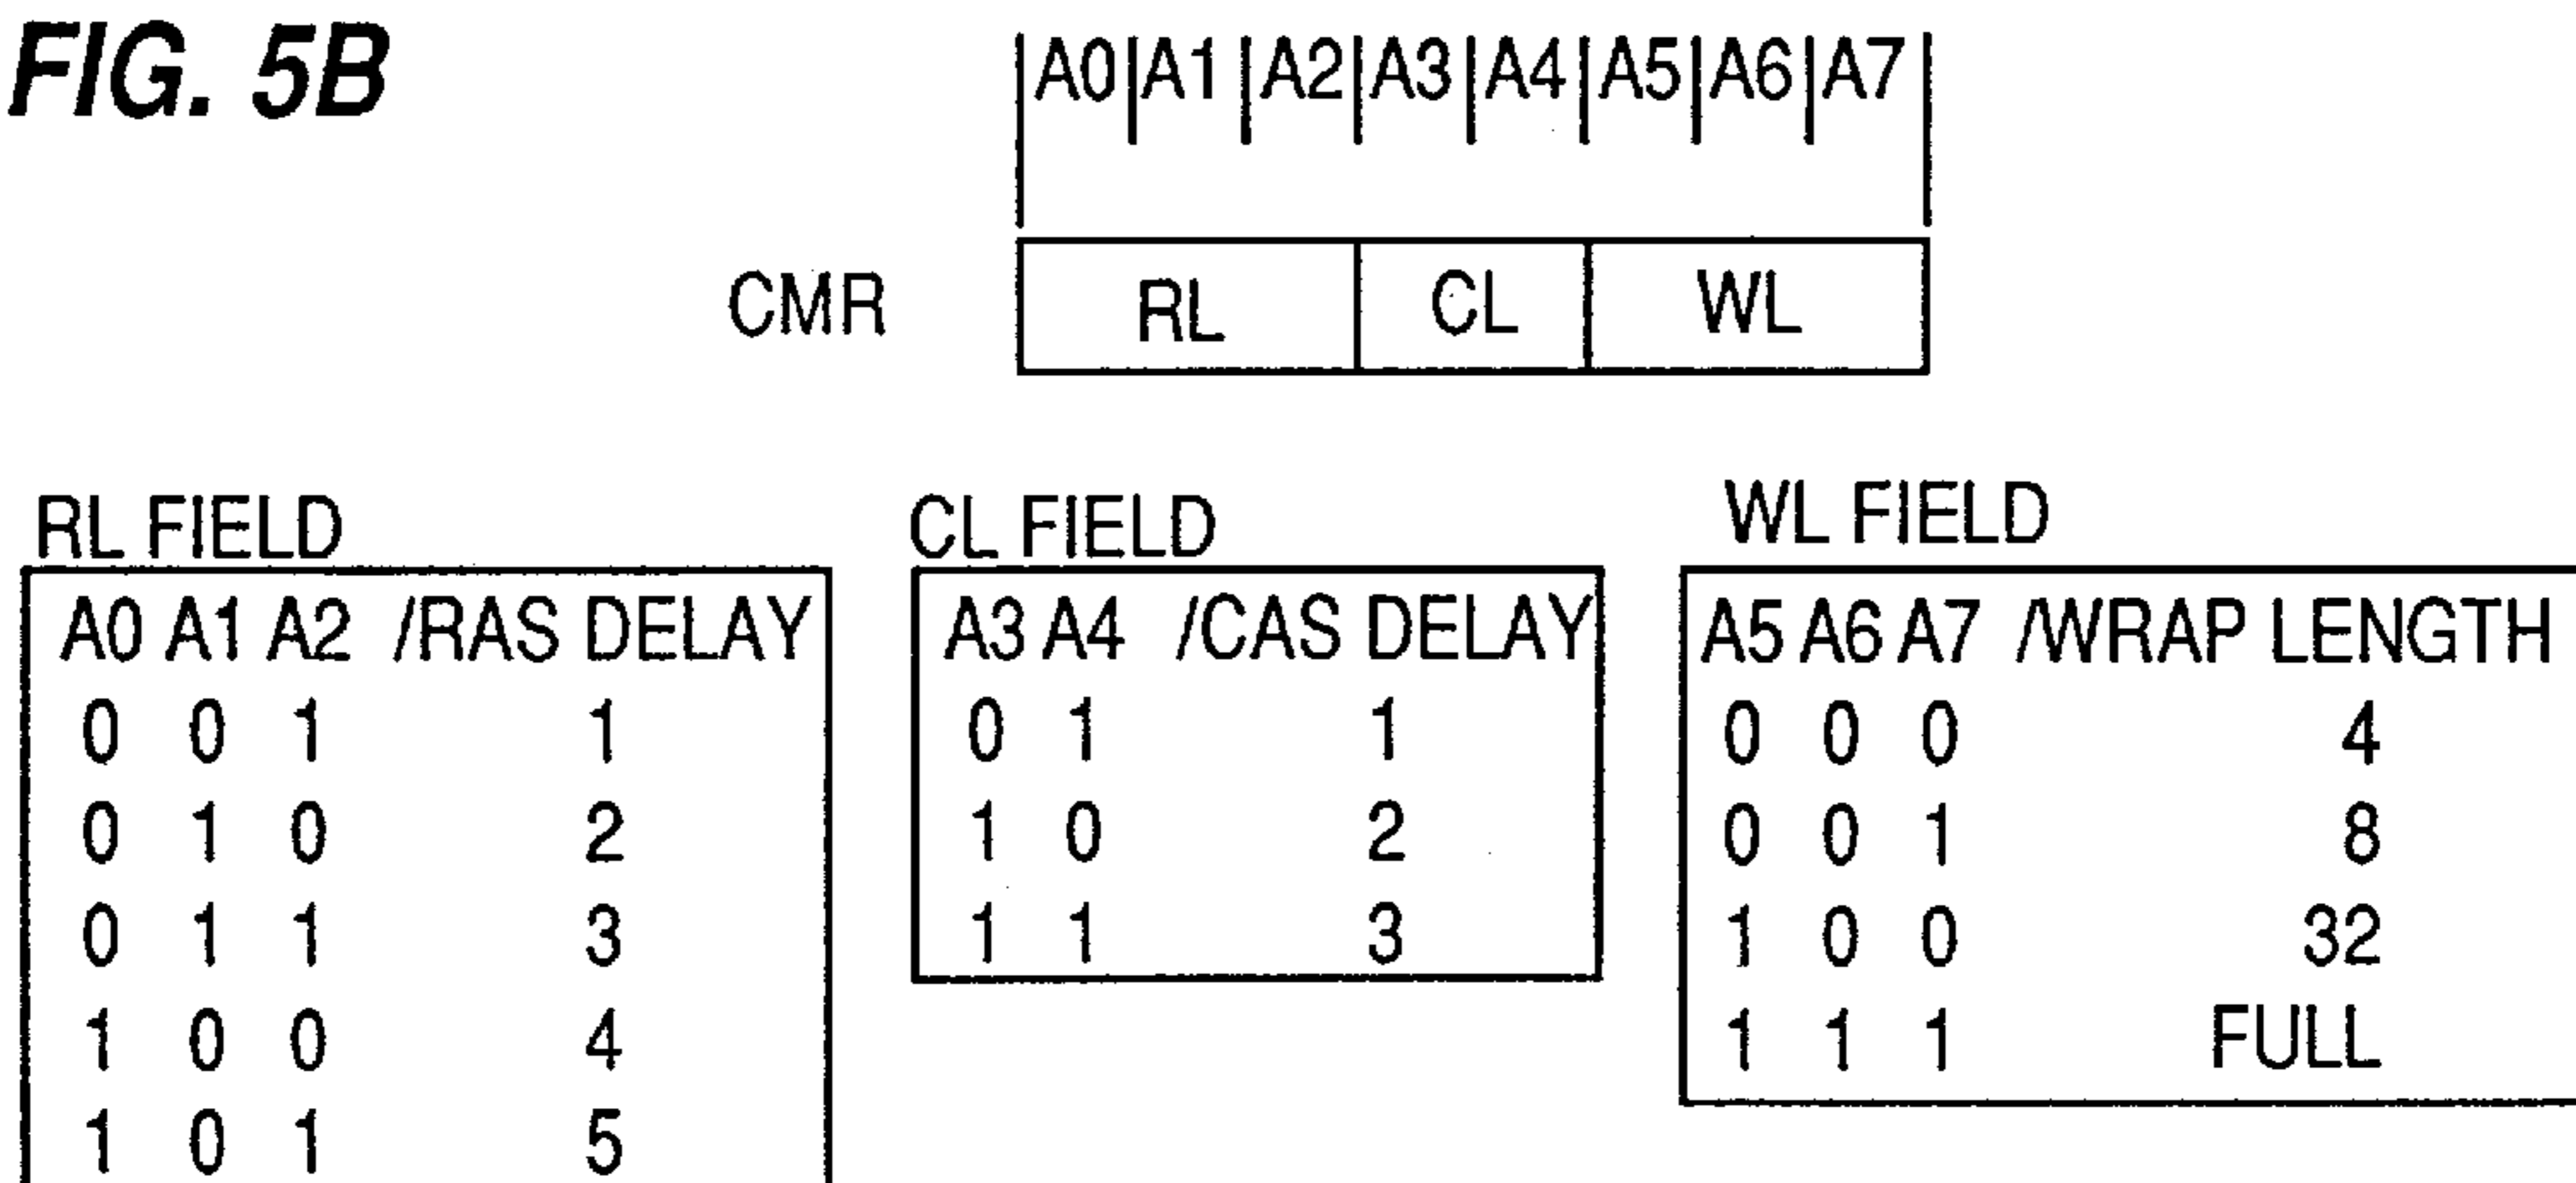 FIG. 5B
A0 A1 A2 A3 A4 A5 A6 A7
CMR RL CL WL
RL FIELD
A0 A1 A2 /RAS DELAY
0 0 1 1
0 1 0 2
0 1 1 3
1 0 0 4
1 0 1 5
CL FIELD
A3 A4 /CAS DELAY
0 1 1
1 0 2
1 1 3
WL FIELD
A5 A6 A7 /WRAP LENGTH
0 0 0 4
0 0 1 8
1 0 0 32
1 1 1 FULL